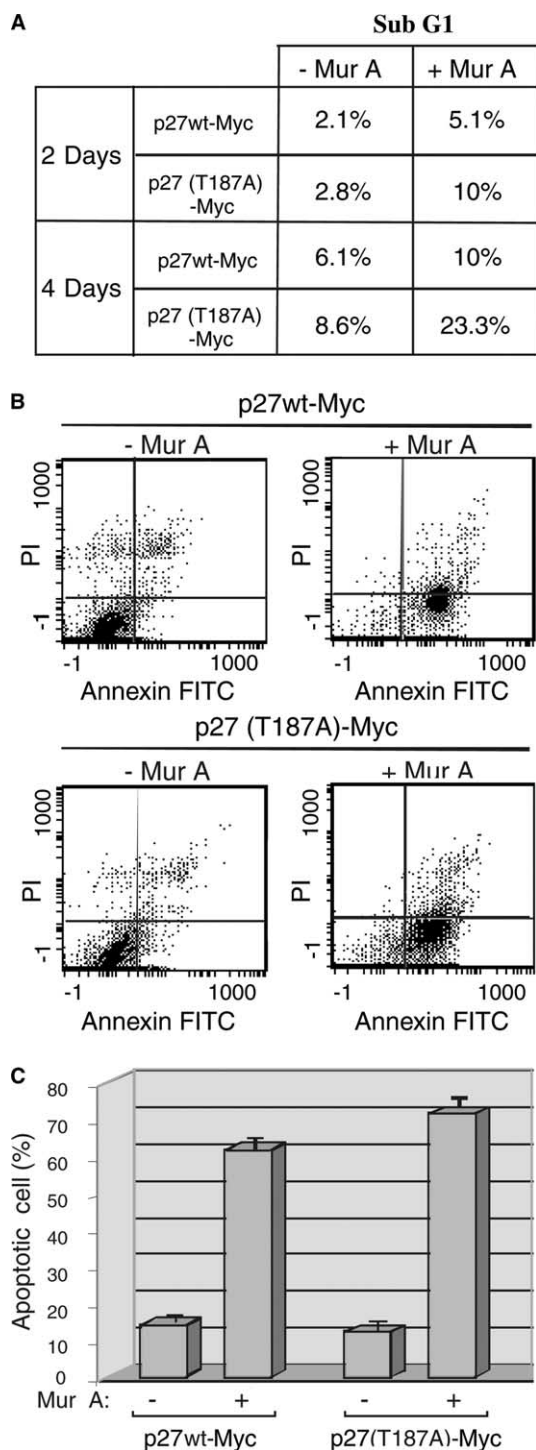 A
Sub G1
- Mur A + Mur A
2 Days
p27wt-Myc 2.1% 5.1%
p27 (T187A)
-Myc 2.8% 10%
4 Days
p27wt-Myc 6.1% 10%
p27 (T187A)
-Myc 8.6% 23.3%
B
p27wt-Myc
- Mur A + Mur A
PI 1000 -1 PI 1000 -1
-1 1000 -1 1000
Annexin FITC Annexin FITC
p27 (T187A)-Myc
- Mur A + Mur A
PI 1000 -1 PI 1000 -1
-1 1000 -1 1000
Annexin FITC Annexin FITC
C
Apoptotic cell (%)
80
70
60
50
40
30
20
10
0
Mur A: - + - +
p27wt-Myc p27(T187A)-Myc